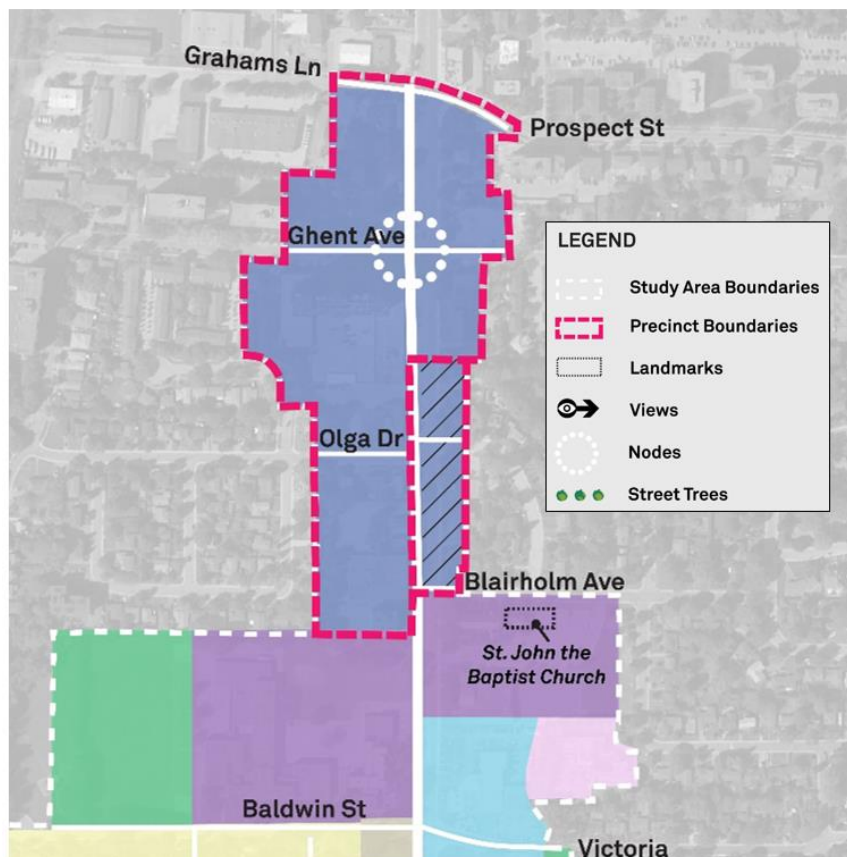 Grahams Ln
Prospect St
Ghent Ave
LEGEND
Study Area Boundaries
Precinct Boundaries
Landmarks
Views
Nodes
Street Trees
Olga Dr
Blairholm Ave
St. John the
Baptist Church
Baldwin St
Victoria